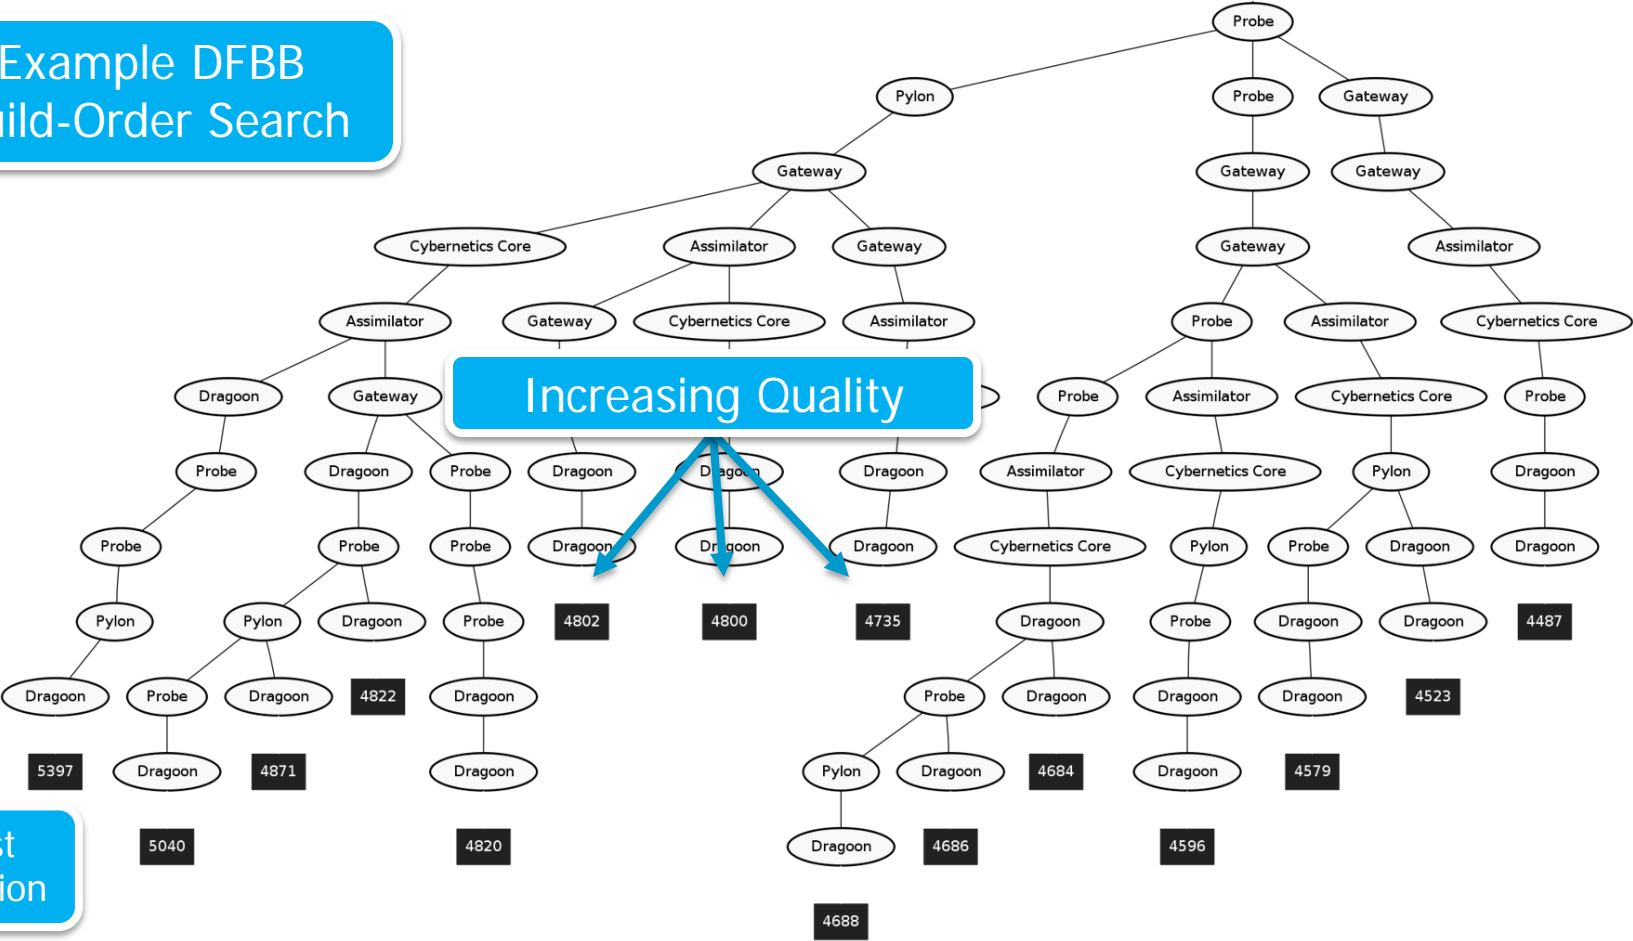 Example DFBB
ild-Order Search
Probe
Pylon
Probe
Gateway
Gateway
Gateway
Gateway
Cybernetics Core
Assimilator
Gateway
Gateway
Assimilator
Assimilator
Gateway
Cybernetics Core
Assimilator
Probe
Assimilator
Cybernetics Core
Dragoon
Gateway
Increasing Quality
Probe
Assimilator
Cybernetics Core
Probe
Probe
Dragoon
Probe
Dragoon
Dragoon
Dragoon
Assimilator
Cybernetics Core
Pylon
Dragoon
Probe
Probe
Probe
Dragoon
Dragoon
Dragoon
Cybernetics Core
Pylon
Probe
Dragoon
Dragoon
Pylon
Pylon
Dragoon
Probe
4802
4800
4735
Dragoon
Probe
Dragoon
Dragoon
4487
Dragoon
Probe
Dragoon
4822
Dragoon
Probe
Dragoon
Dragoon
Dragoon
4523
5397
Dragoon
4871
Dragoon
Pylon
Dragoon
4684
Dragoon
4579
st
ion
5040
4820
Dragoon
4686
4596
4688